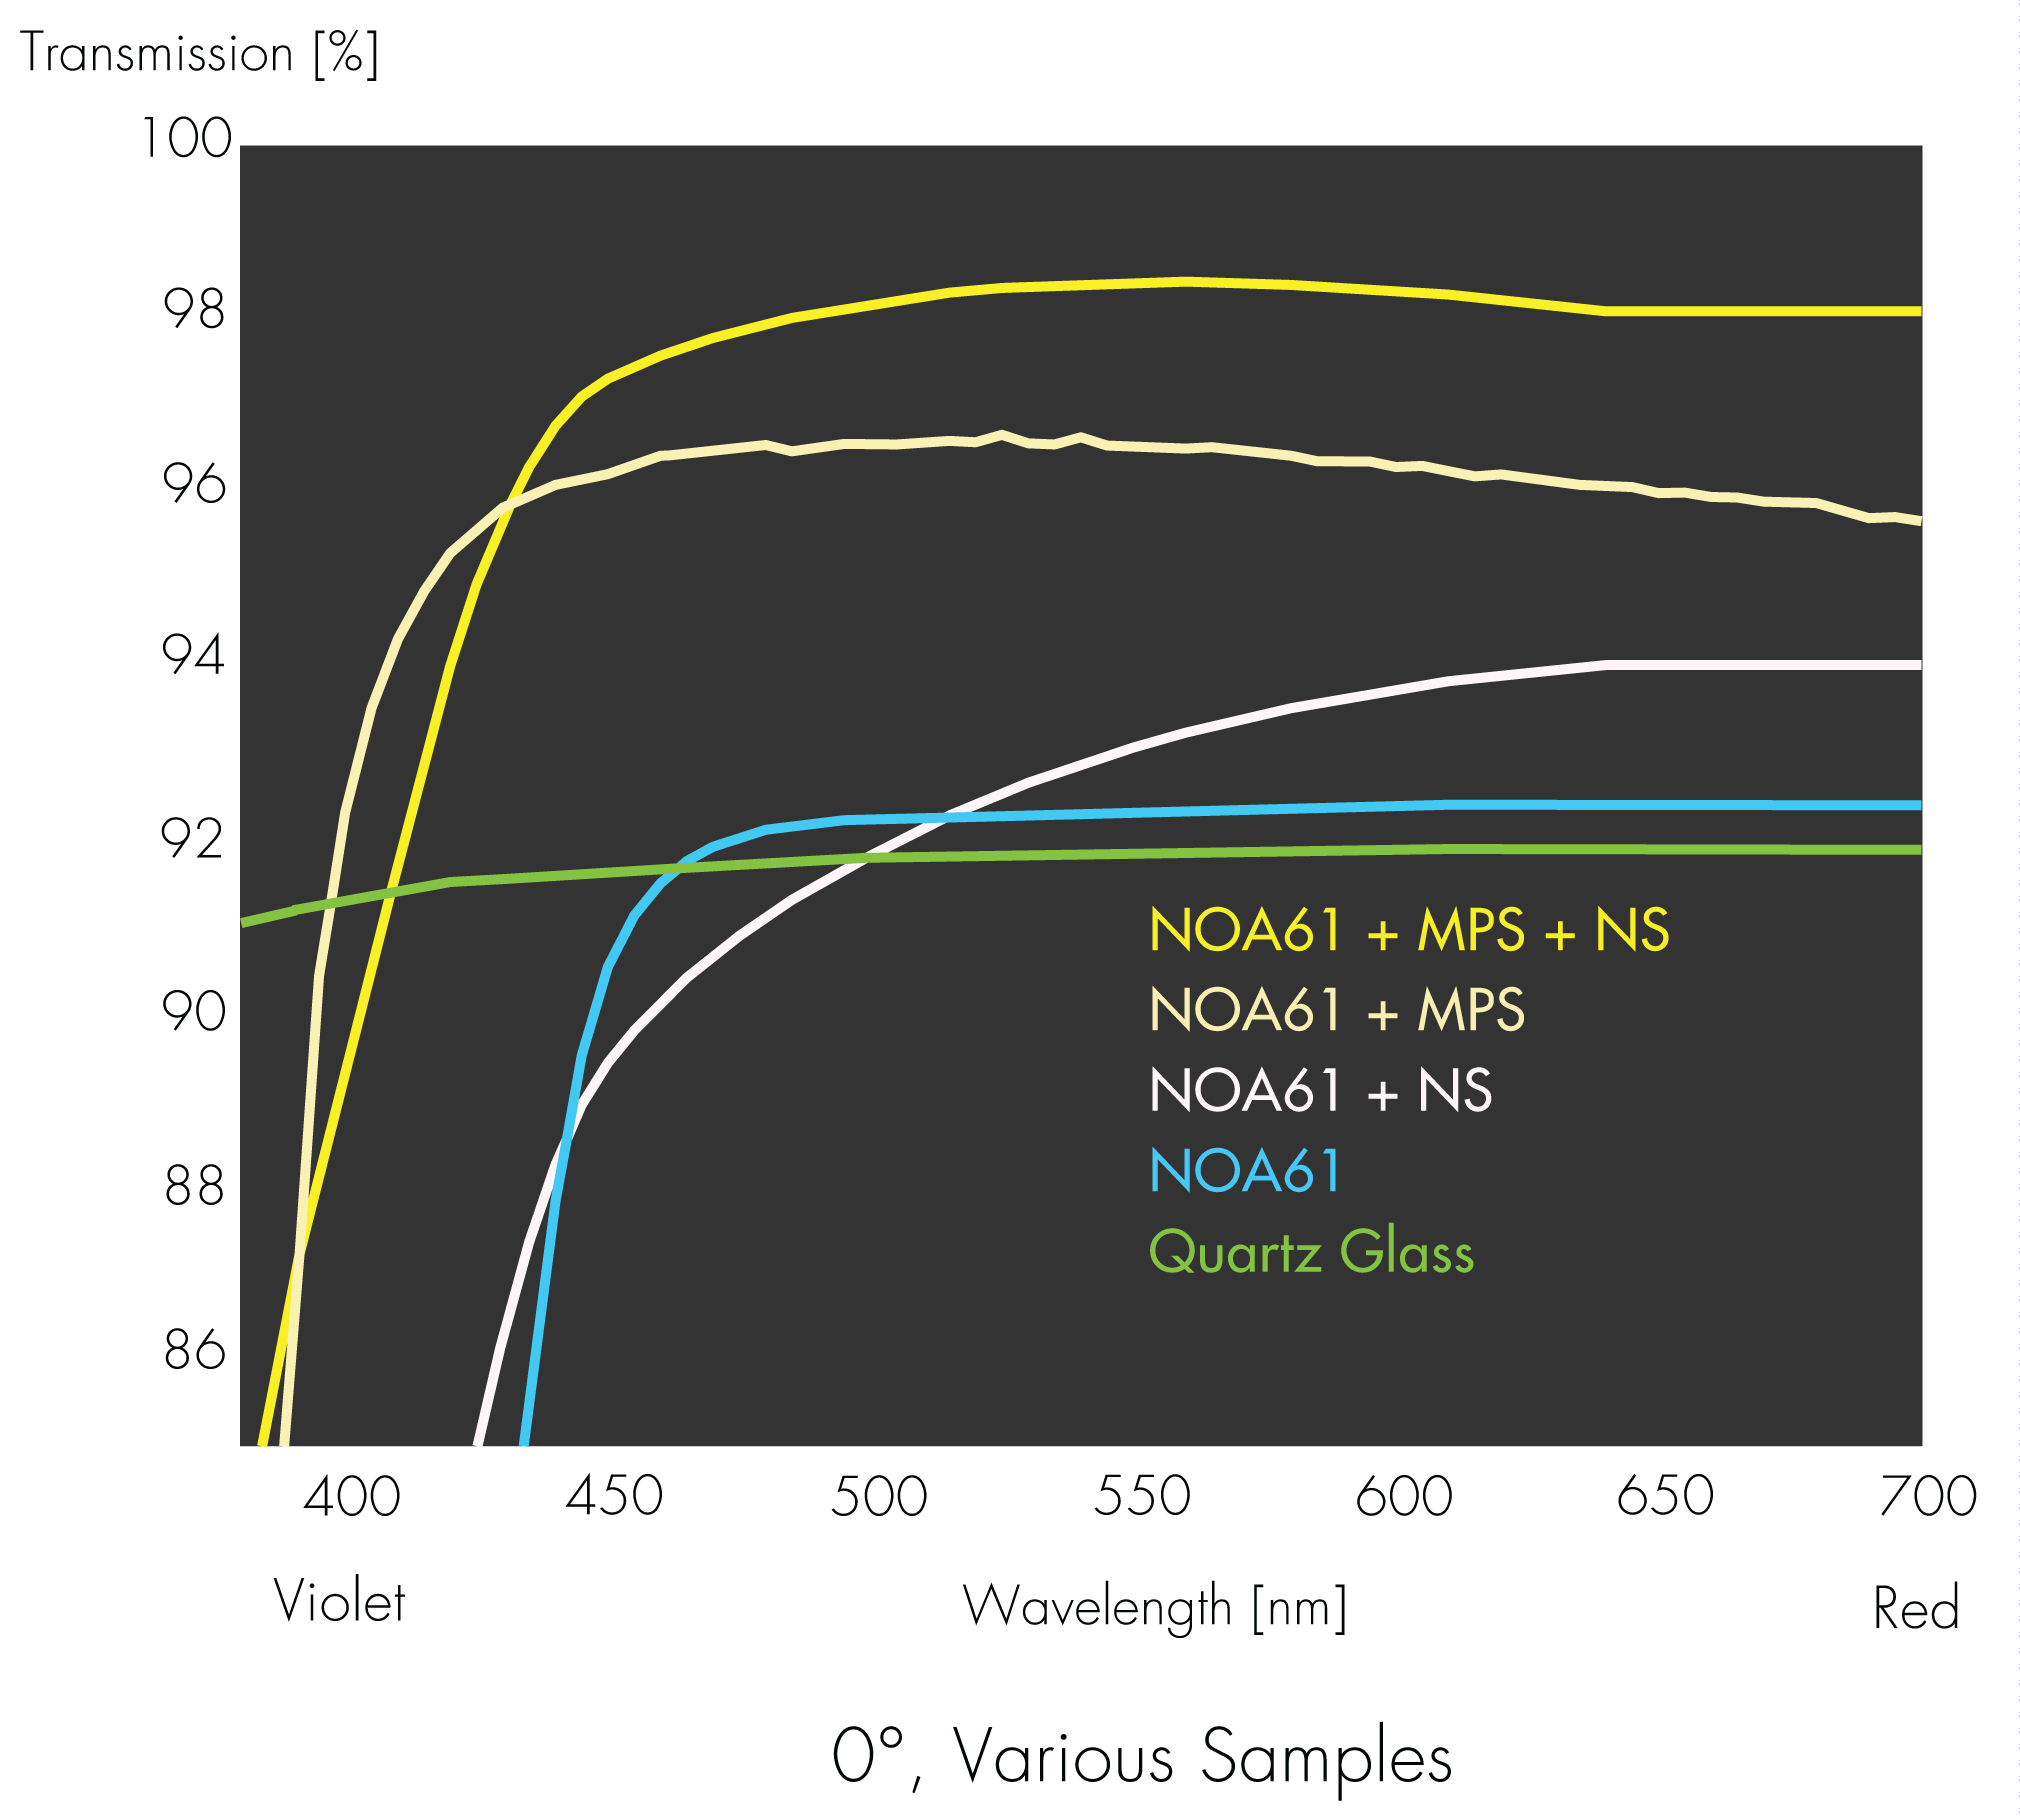 Transmission [%]
100
98
96
94
92
90
88
86
NOA61 + MPS + NS
NOA61 + MPS
NOA61 + NS
NOA61
Quartz Glass
400 450 500 550 600 650 700
Violet Wavelength [nm] Red
0°, Various Samples